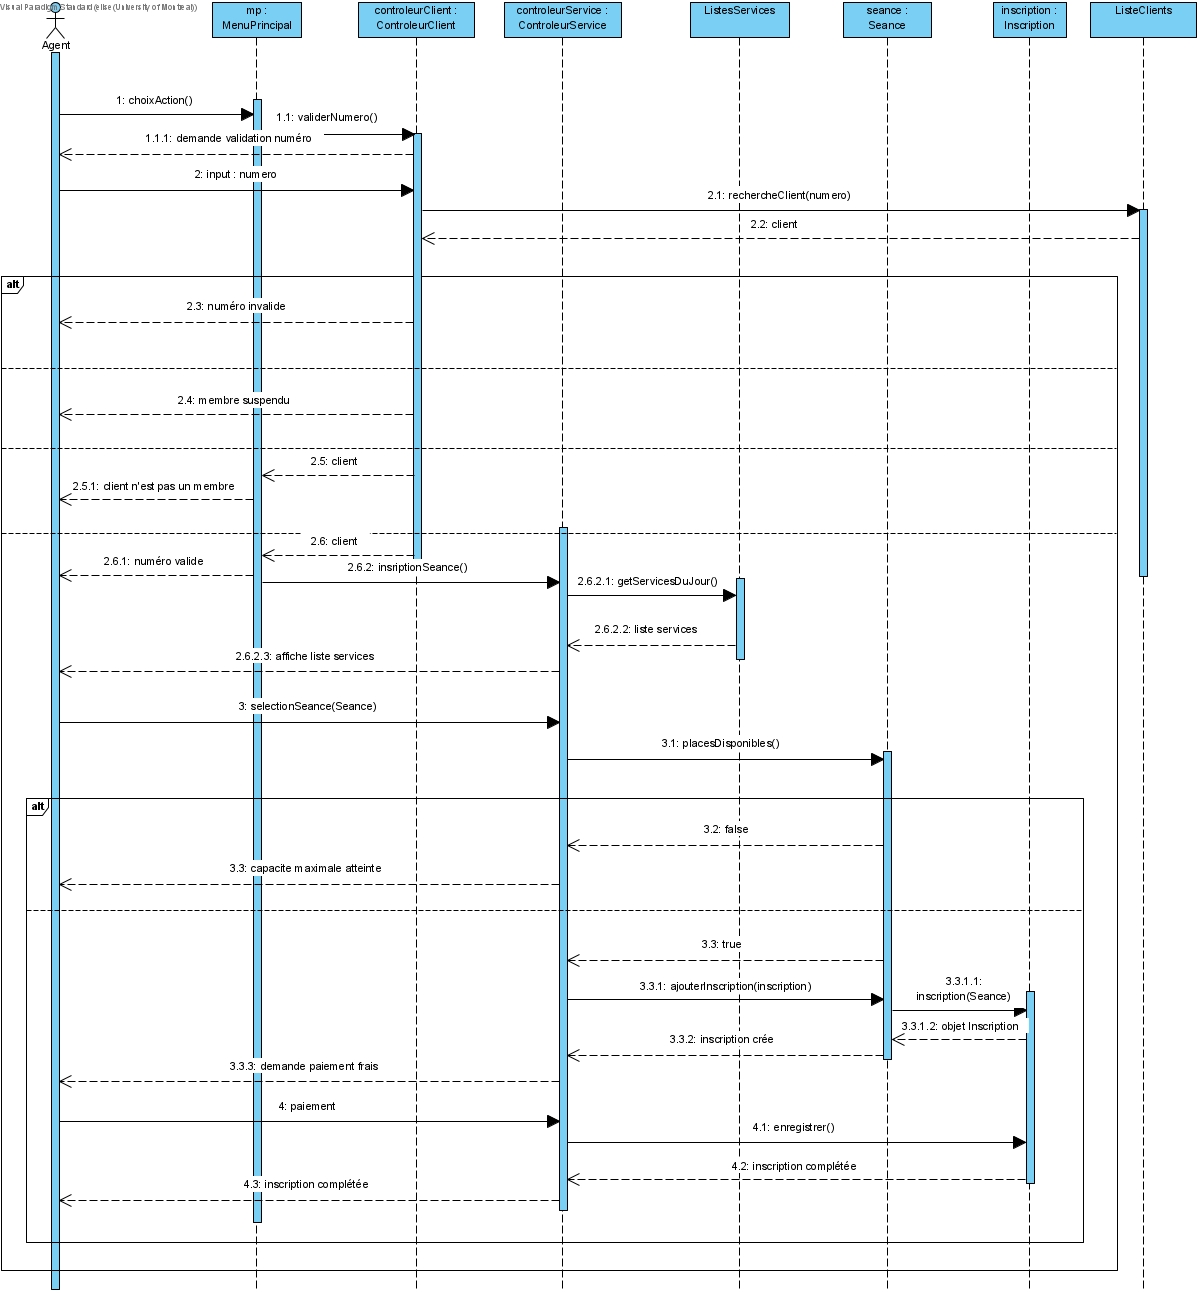 Visual Paradigm Standard (elise (University of Montreal))
mp :
MenuPrincipal
controleurClient :
ControleurClient
controleurService :
ControleurService
ListesServices
seance :
Seance
inscription :
Inscription
ListeClients
Agent
1: choixAction()
1.1: validerNumero()
1.1.1: demande validation numéro
2: input : numero
2.1: rechercheClient(numero)
2.2: client
alt
2.3: numéro invalide
2.4: membre suspendu
2.5: client
2.5.1: client n'est pas un membre
2.6: client
2.6.1: numéro valide
2.6.2: insriptionSeance()
2.6.2.1: getServicesDuJour()
2.6.2.2: liste services
2.6.2.3: affiche liste services
3: selectionSeance(Seance)
3.1: placesDisponibles()
alt
3.2: false
3.3: capacite maximale atteinte
3.3: true
3.3.1: ajouterInscription(inscription)
3.3.1.1:
inscription(Seance)
3.3.1.2: objet Inscription
3.3.2: inscription crée
3.3.3: demande paiement frais
4: paiement
4.1: enregistrer()
4.2: inscription complétée
4.3: inscription complétée